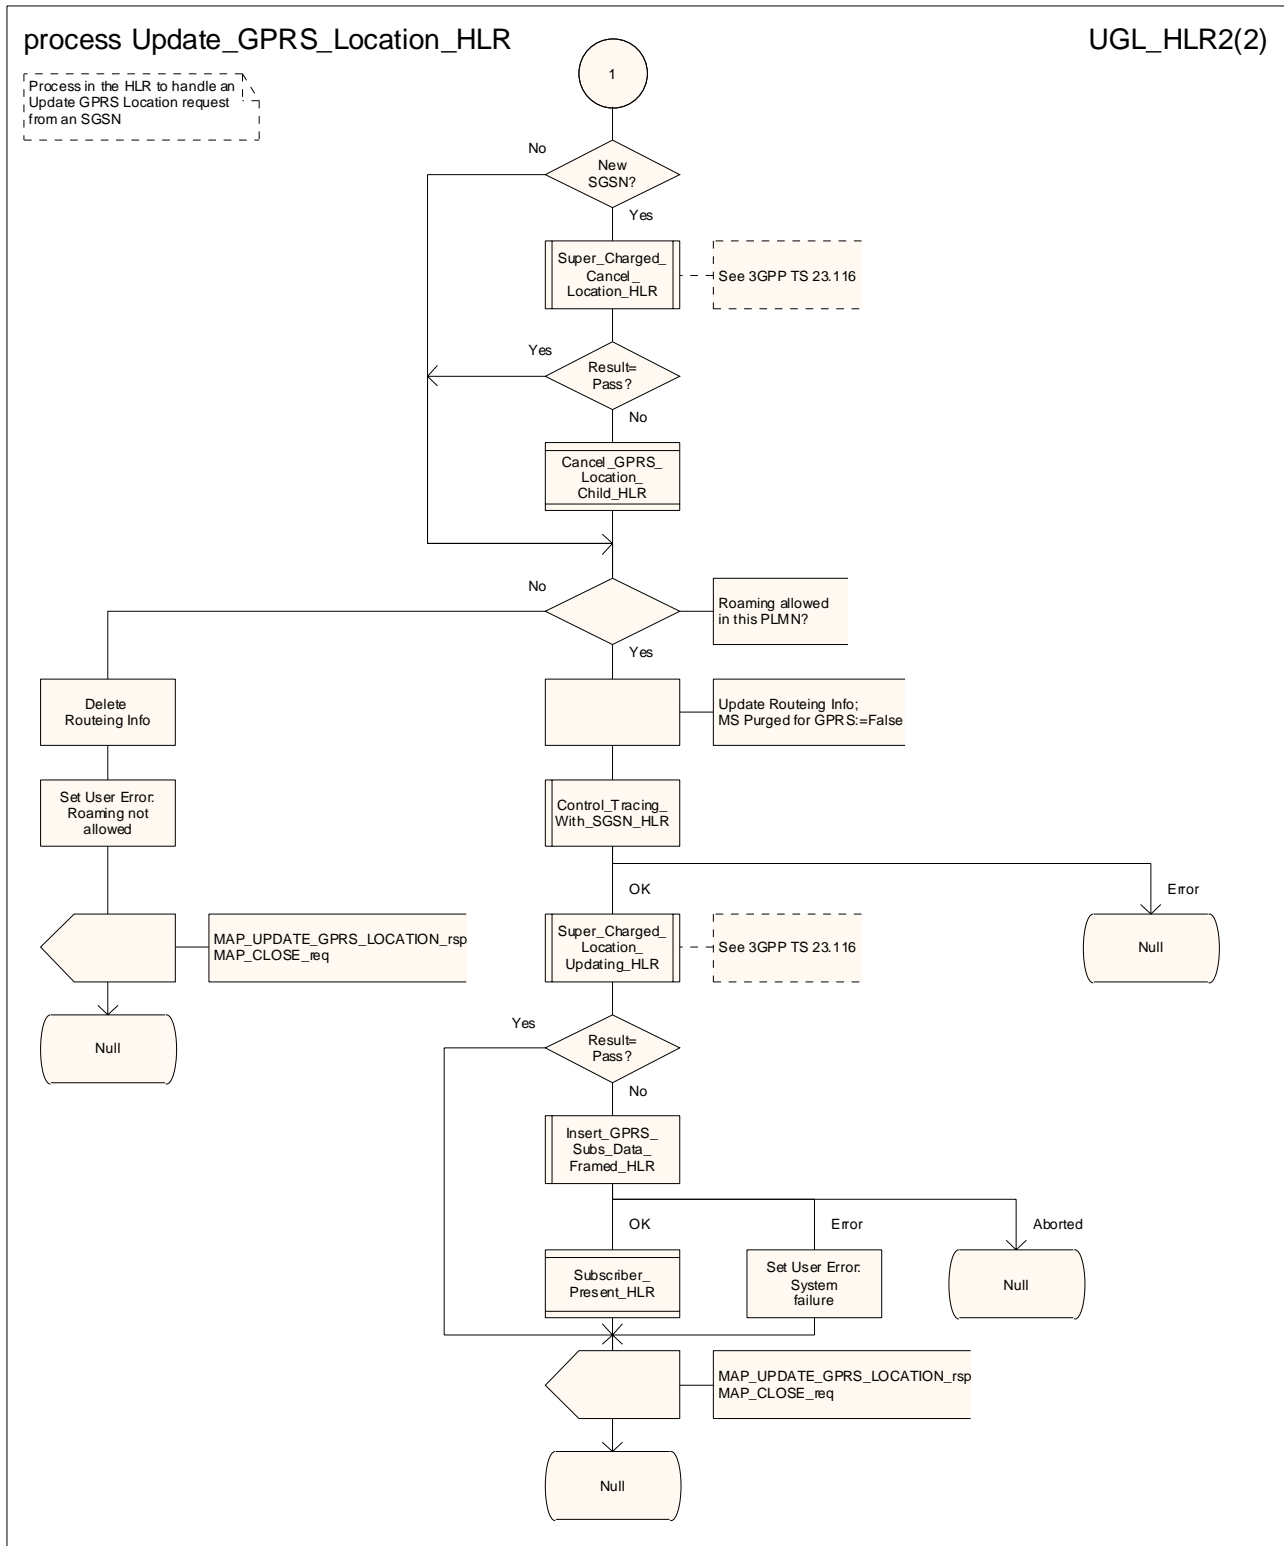 process Update_GPRS_Location_HLR
UGL_HLR2(2)
Process in the HLR to handle an
Update GPRS Location request
from an SGSN
1
No
New
SGSN?
Yes
Super_Charged_
Cancel_
Location_HLR
See 3GPP TS 23.116
Yes
Result=
Pass?
No
Cancel_GPRS_
Location_
Child_HLR
No
Roaming allowed
in this PLMN?
Yes
Delete
Routeing Info
Update Routeing Info;
MS Purged for GPRS:=False
Set User Error:
Roaming not
allowed
Control_Tracing_
With_SGSN_HLR
OK
Error
MAP_UPDATE_GPRS_LOCATION_rsp
MAP_CLOSE_req
Super_Charged_
Location_
Updating_HLR
See 3GPP TS 23.116
Null
Null
Yes
Result=
Pass?
No
Insert_GPRS_
Subs_Data_
Framed_HLR
OK
Error
Aborted
Subscriber_
Present_HLR
Set User Error:
System
failure
Null
MAP_UPDATE_GPRS_LOCATION_rsp
MAP_CLOSE_req
Null